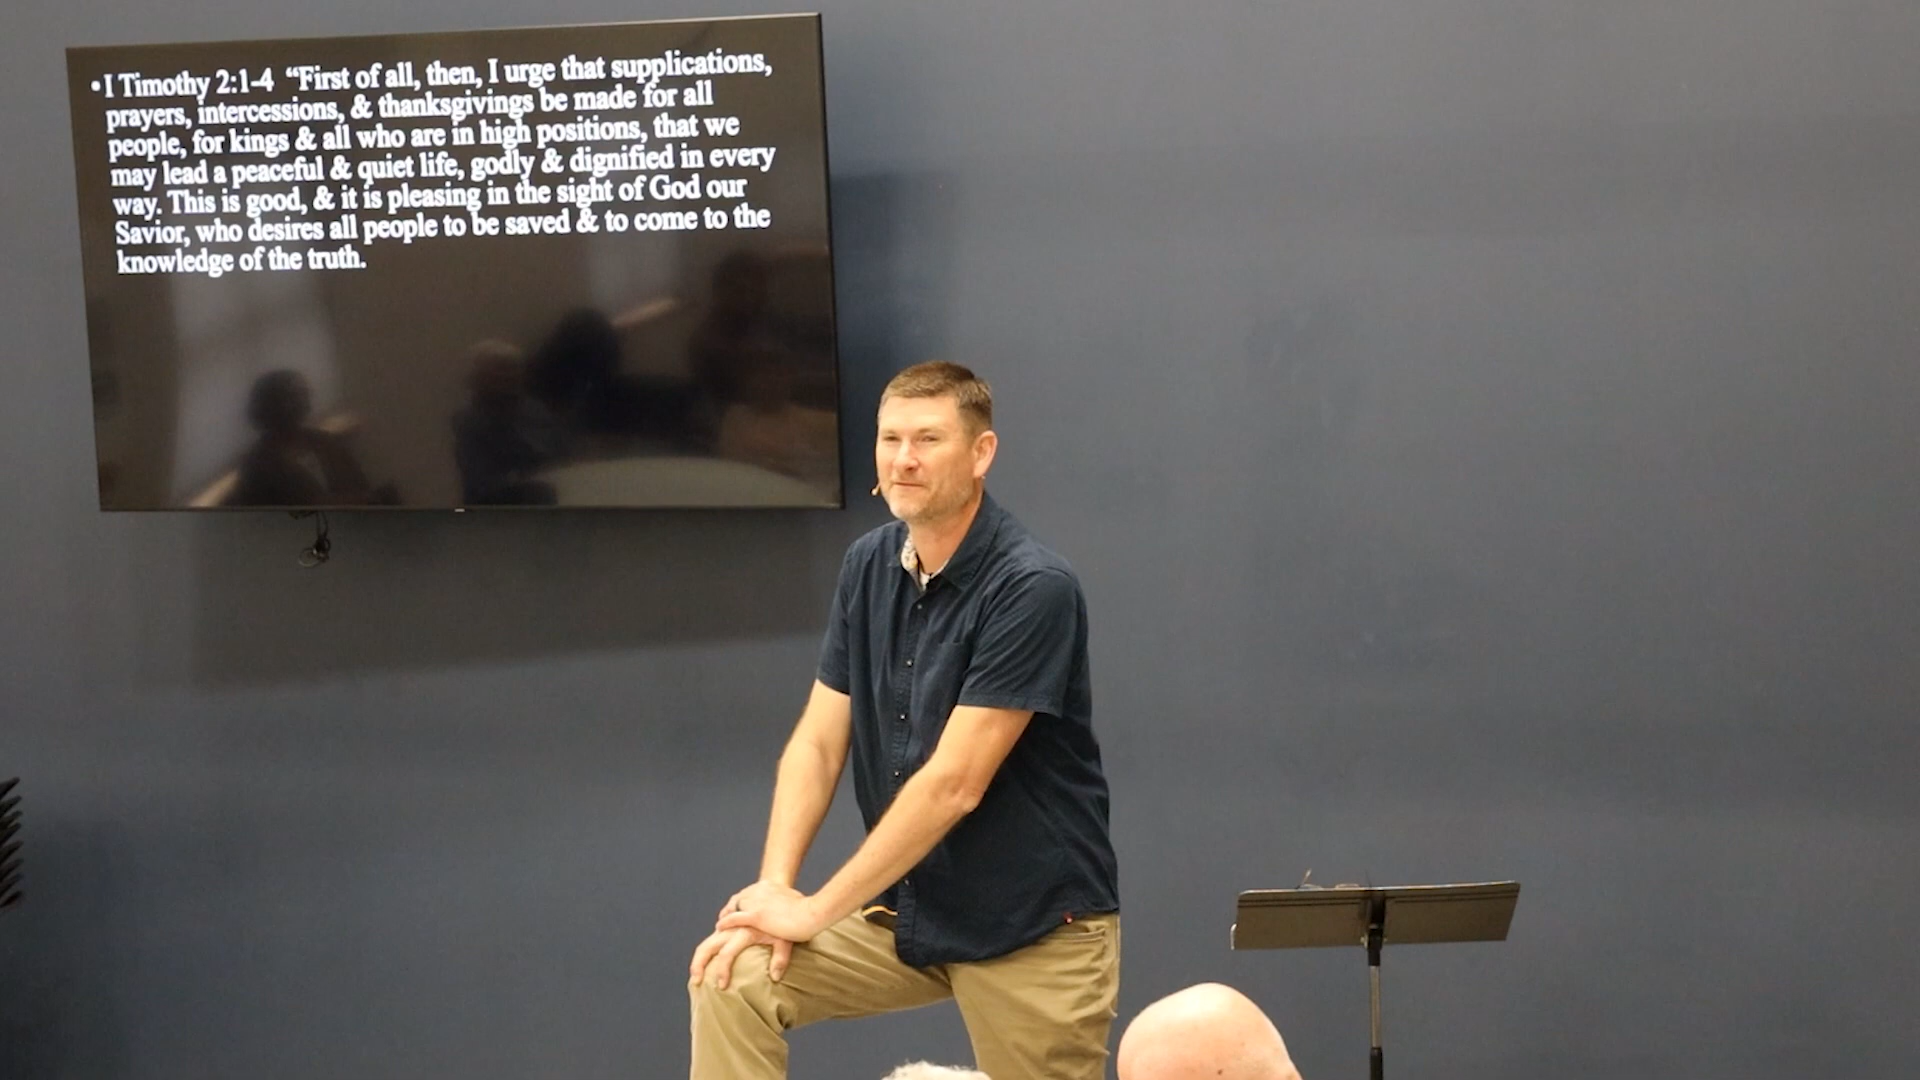 •I Timothy 2:1-4 “First of all, then, I urge that supplications,
prayers, intercessions, & thanksgivings be made for all
people, for kings & all who are in high positions, that we
may lead a peaceful & quiet life, godly & dignified in every
way. This is good, & it is pleasing in the sight of God our
Savior, who desires all people to be saved & to come to the
knowledge of the truth.